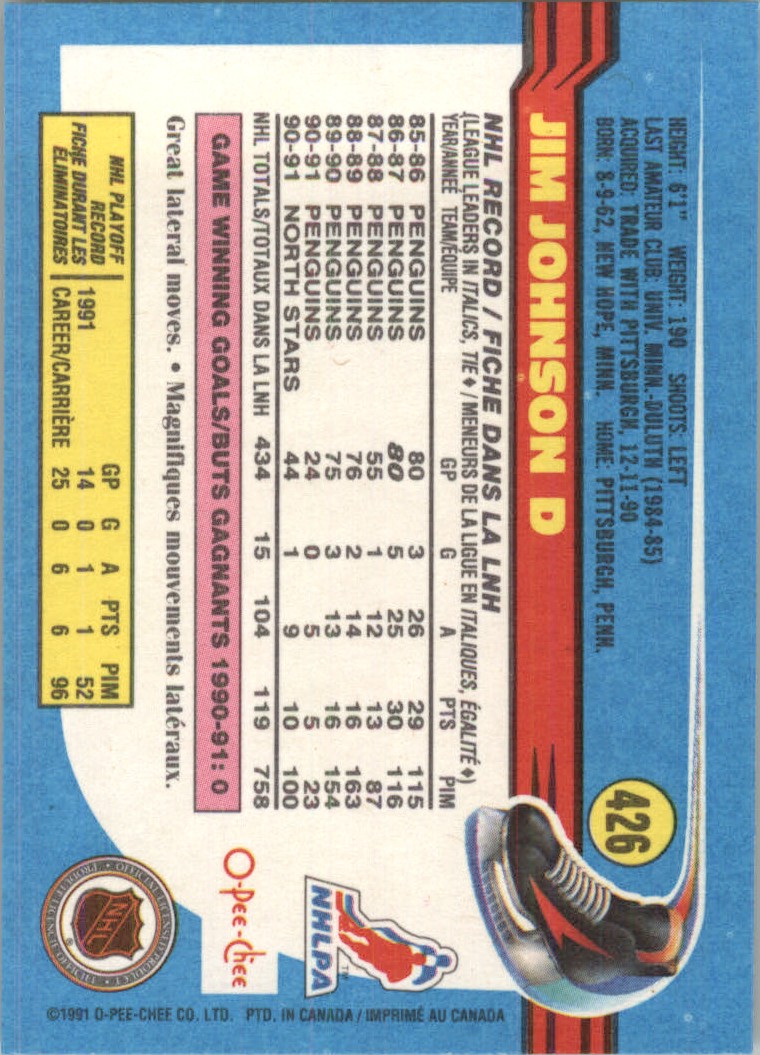 HEIGHT: 6'1" WEIGHT: 190 SHOOTS: LEFT
LAST AMATEUR CLUB: UNIV. MINN.-DULUTH (1984-85)
ACQUIRED: TRADE WITH PITTSBURGH, 12-11-90
BORN: 8-9-62, NEW HOPE, MINN. HOME: PITTSBURGH, PENN.
426
JIM JOHNSON D
NHL RECORD / FICHE DANS LA LNH
(LEAGUE LEADERS IN ITALICS, TIE ♦ / MENEURS DE LA LIGUE EN ITALIQUES, ÉGALITÉ ♦)
YEAR/ANNÉE TEAM/ÉQUIPE GP G A PTS PIM
85-86 PENGUINS 80 3 26 29 115
86-87 PENGUINS 80 5 25 30 116
87-88 PENGUINS 55 1 12 13 87
88-89 PENGUINS 76 2 14 16 163
89-90 PENGUINS 75 3 13 16 154
90-91 PENGUINS 24 0 5 5 23
90-91 NORTH STARS 44 1 9 10 100
NHL TOTALS/TOTAUX DANS LA LNH 434 15 104 119 758
GAME WINNING GOALS/BUTS GAGNANTS 1990-91: 0
Great lateral moves. • Magnifiques mouvements latéraux.
NHL PLAYOFF
RECORD
FICHE DURANT LES
ÉLIMINATOIRES
GP G A PTS PIM
1991 14 0 1 1 52
CAREER/CARRIÈRE 25 0 6 6 96
NHLPA
TM
O-Pee-Chee
NHL
®
OFFICIAL LICENSED PRODUCT
©1991 O-PEE-CHEE CO. LTD. PTD. IN CANADA / IMPRIMÉ AU CANADA